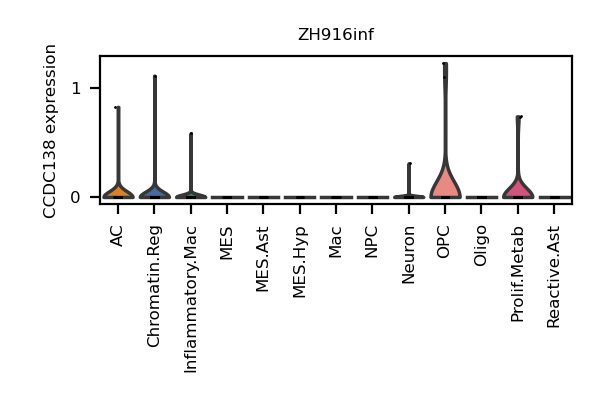 ZH916inf
CCDC138 expression
1
0
AC
Chromatin.Reg
Inflammatory.Mac
MES
MES.Ast
MES.Hyp
Mac
NPC
Neuron
OPC
Oligo
Prolif.Metab
Reactive.Ast